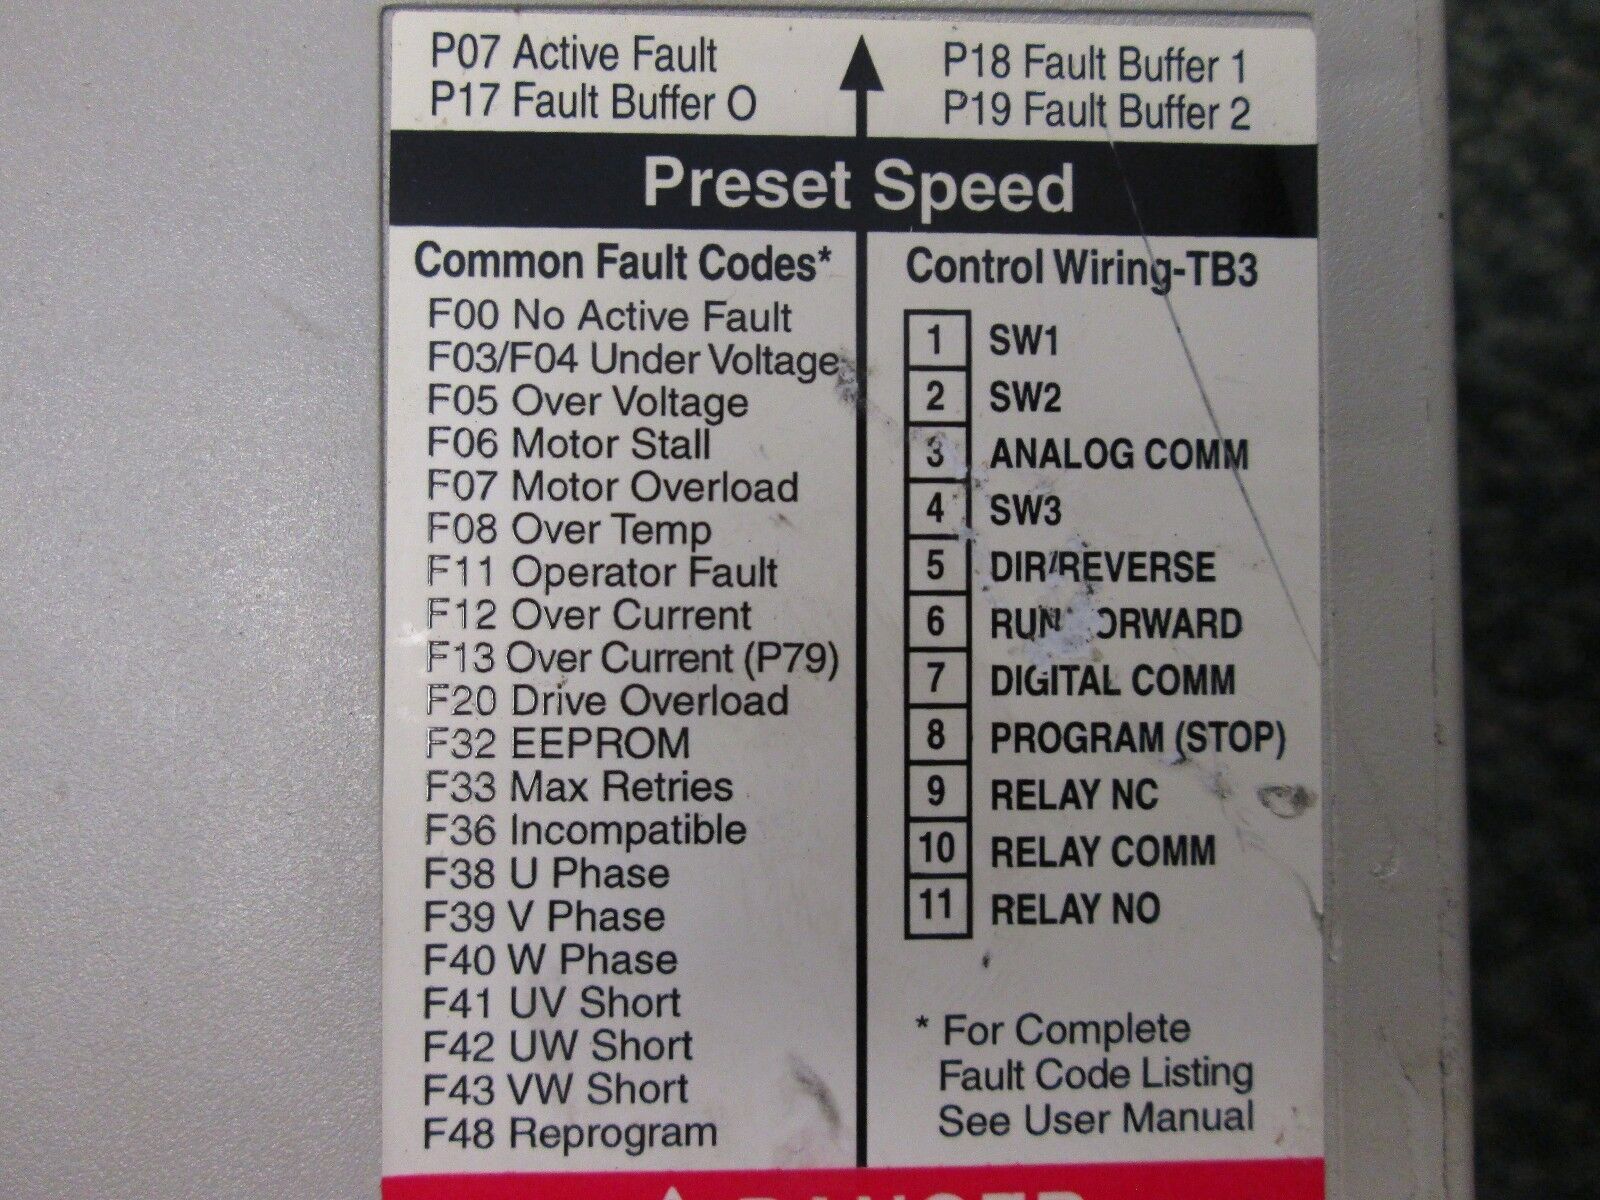 P07 Active Fault
P17 Fault Buffer O
P18 Fault Buffer 1
P19 Fault Buffer 2
Preset Speed
Common Fault Codes*
F00 No Active Fault
F03/F04 Under Voltage
F05 Over Voltage
F06 Motor Stall
F07 Motor Overload
F08 Over Temp
F11 Operator Fault
F12 Over Current
F13 Over Current (P79)
F20 Drive Overload
F32 EEPROM
F33 Max Retries
F36 Incompatible
F38 U Phase
F39 V Phase
F40 W Phase
F41 UV Short
F42 UW Short
F43 VW Short
F48 Reprogram
Control Wiring-TB3
1 SW1
2 SW2
3 ANALOG COMM
4 SW3
5 DIR/REVERSE
6 RUN/FORWARD
7 DIGITAL COMM
8 PROGRAM (STOP)
9 RELAY NC
10 RELAY COMM
11 RELAY NO
* For Complete
Fault Code Listing
See User Manual
DANGER